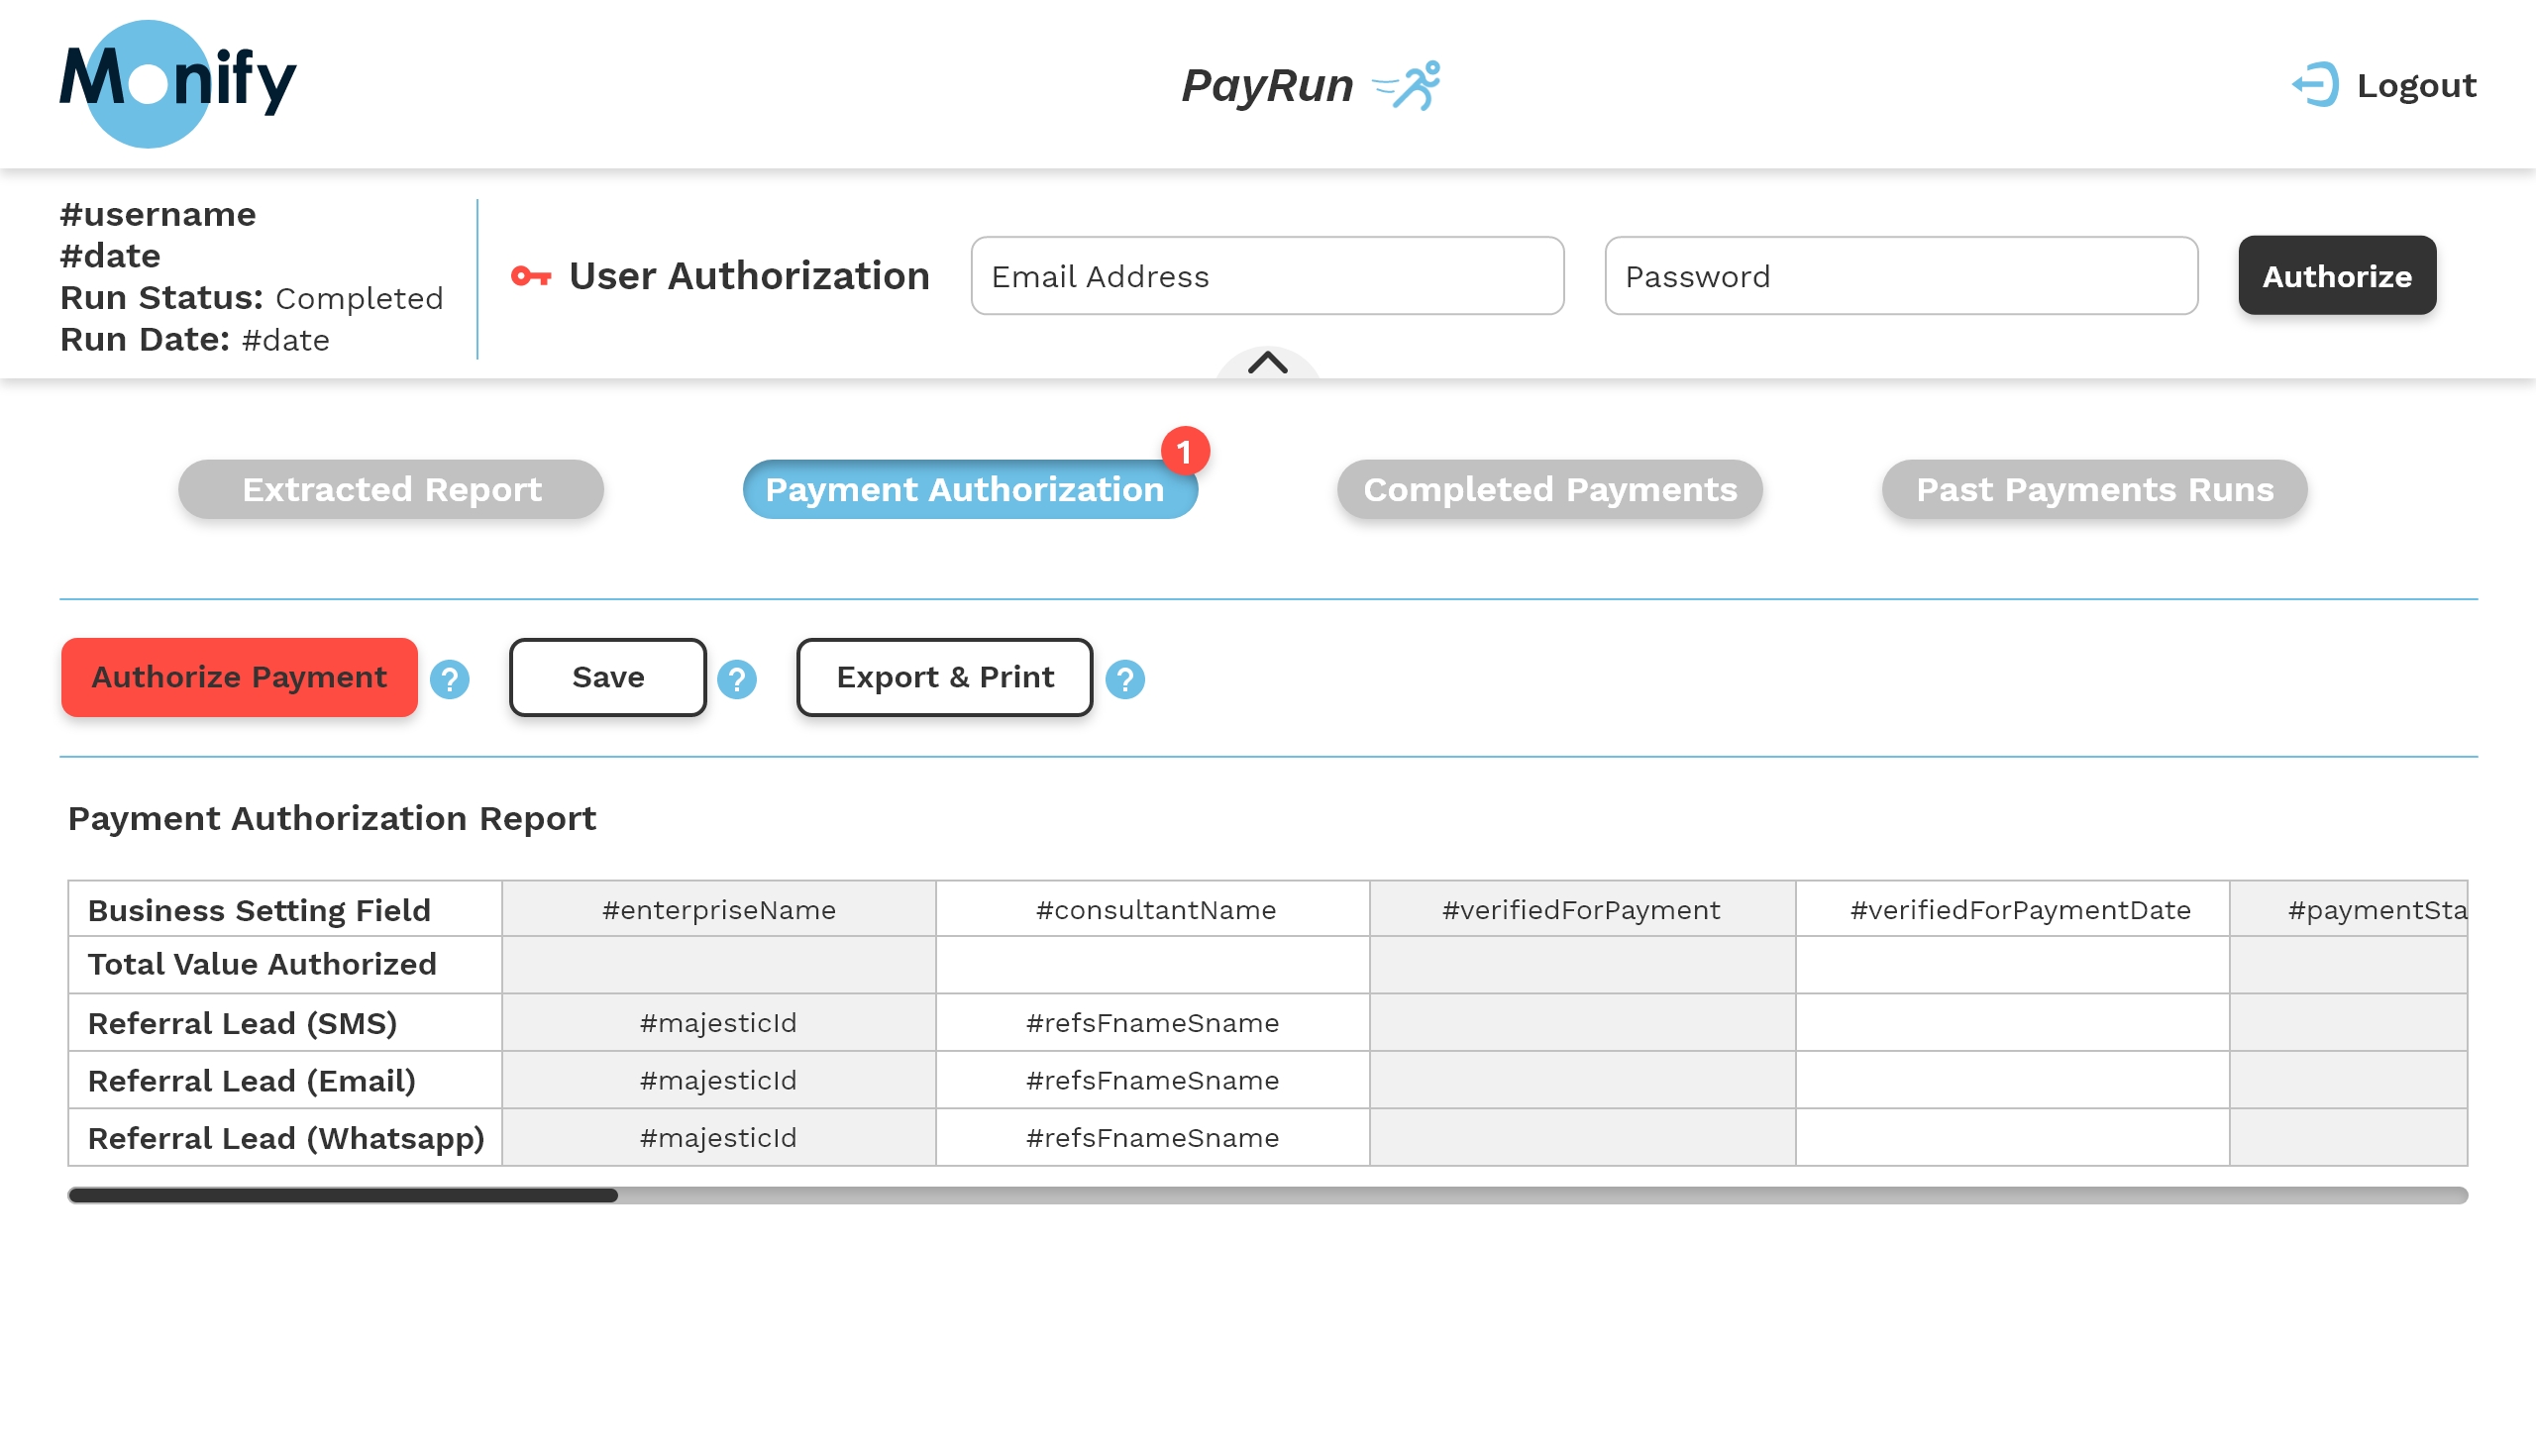 Monify
PayRun
Logout
#username
#date
Run Status: Completed
Run Date: #date
User Authorization
Email Address
Password
Authorize
Extracted Report
Payment Authorization
1
Completed Payments
Past Payments Runs
Authorize Payment
?
Save
?
Export & Print
?
Payment Authorization Report
Business Setting Field #enterpriseName #consultantName #verifiedForPayment #verifiedForPaymentDate #paymentSta
Total Value Authorized
Referral Lead (SMS) #majesticId #refsFnameSname
Referral Lead (Email) #majesticId #refsFnameSname
Referral Lead (Whatsapp) #majesticId #refsFnameSname